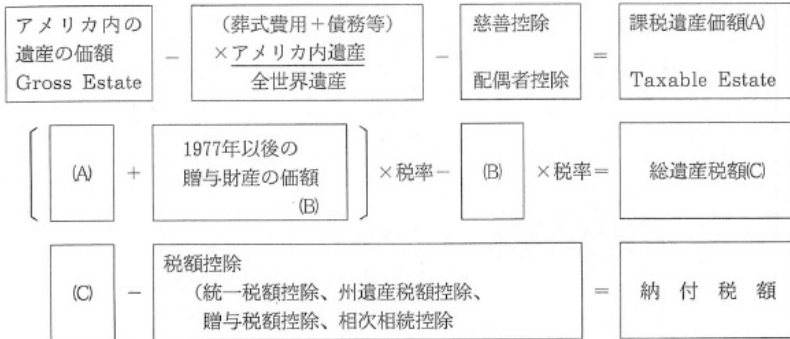 アメリカ内の
遺産の価額
Gross Estate
−
(葬式費用+債務等)
×アメリカ内遺産
全世界遺産
−
慈善控除
配偶者控除
=
課税遺産価額(A)
Taxable Estate
(A)
+
1977年以後の
贈与財産の価額
(B)
×税率−
(B)
×税率=
総遺産税額(C)
(C)
−
税額控除
(統一税額控除、州遺産税額控除、
贈与税額控除、相次相続控除
=
納付税額